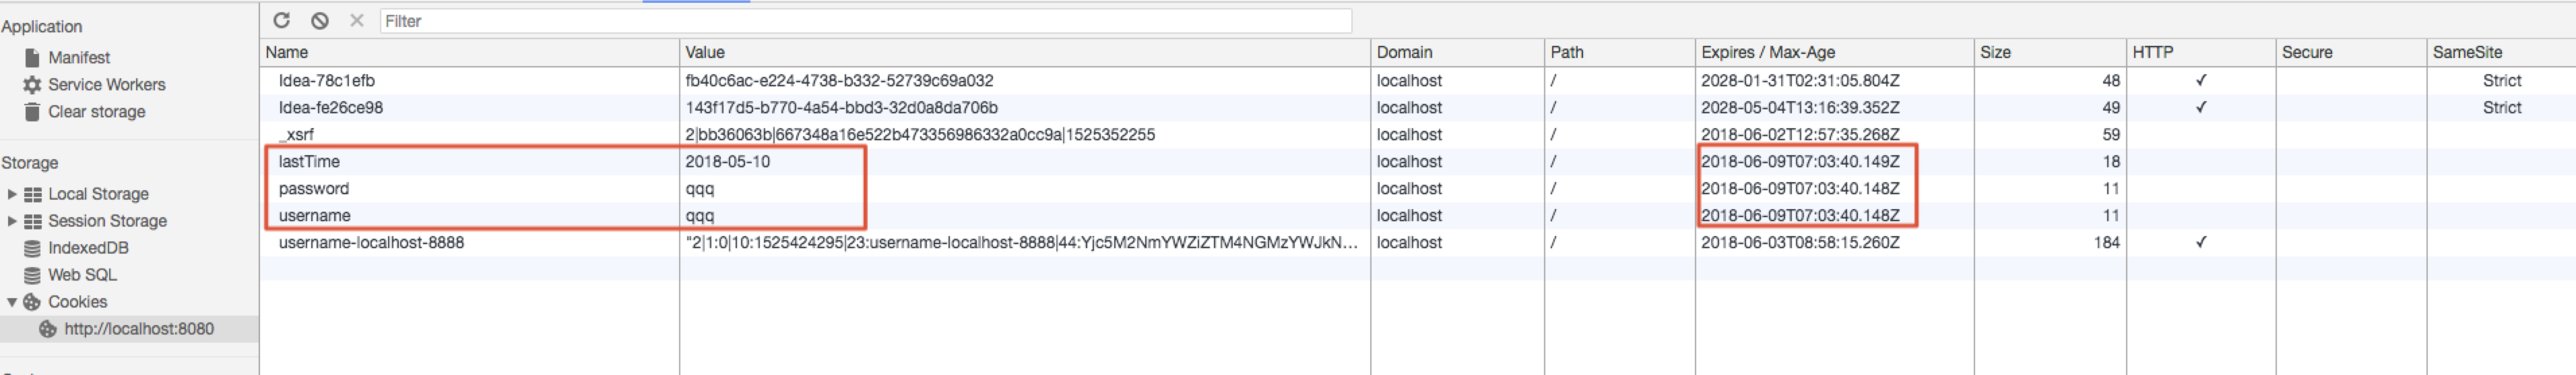 Application
Manifest
Service Workers
Clear storage
Storage
Local Storage
Session Storage
IndexedDB
Web SQL
Cookies
http://localhost:8080
Filter
Name Value Domain Path Expires / Max-Age Size HTTP Secure SameSite
Idea-78c1efb fb40c6ac-e224-4738-b332-52739c69a032 localhost / 2028-01-31T02:31:05.804Z 48 ✓ Strict
Idea-fe26ce98 143f17d5-b770-4a54-bbd3-32d0a8da706b localhost / 2028-05-04T13:16:39.352Z 49 ✓ Strict
_xsrf 2|bb36063b|667348a16e522b473356986332a0cc9a|1525352255 localhost / 2018-06-02T12:57:35.268Z 59
lastTime 2018-05-10 localhost / 2018-06-09T07:03:40.149Z 18
password qqq localhost / 2018-06-09T07:03:40.148Z 11
username qqq localhost / 2018-06-09T07:03:40.148Z 11
username-localhost-8888 "2|1:0|10:1525424295|23:username-localhost-8888|44:Yjc5M2NmYWZiZTM4NGMzYWJkN... localhost / 2018-06-03T08:58:15.260Z 184 ✓